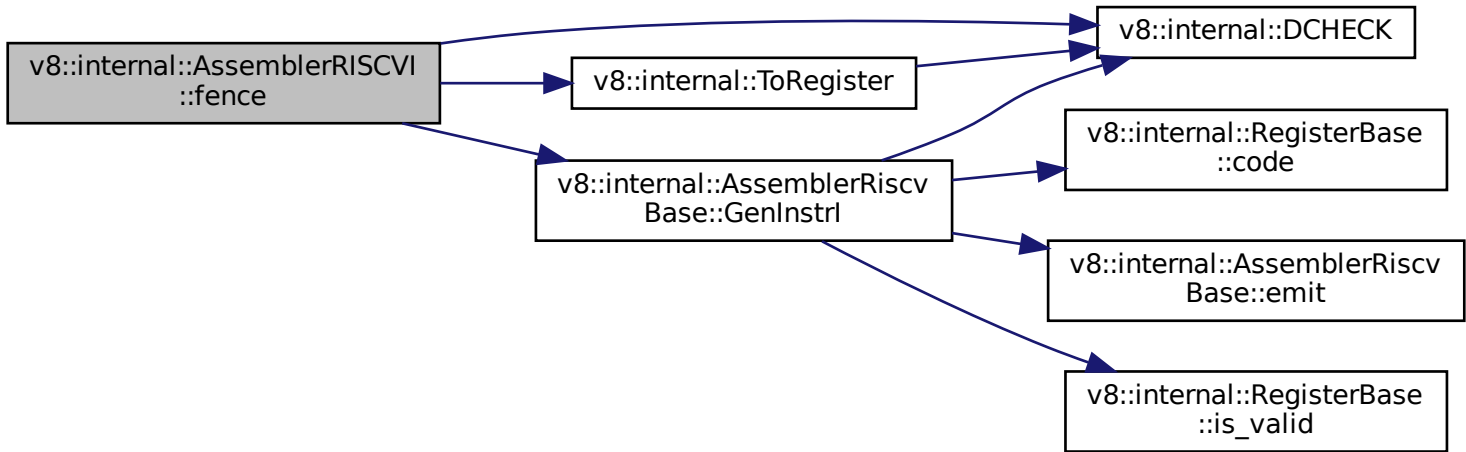 v8::internal::AssemblerRISCVI
::fence
v8::internal::ToRegister
v8::internal::AssemblerRiscv
Base::GenInstrI
v8::internal::DCHECK
v8::internal::RegisterBase
::code
v8::internal::AssemblerRiscv
Base::emit
v8::internal::RegisterBase
::is_valid